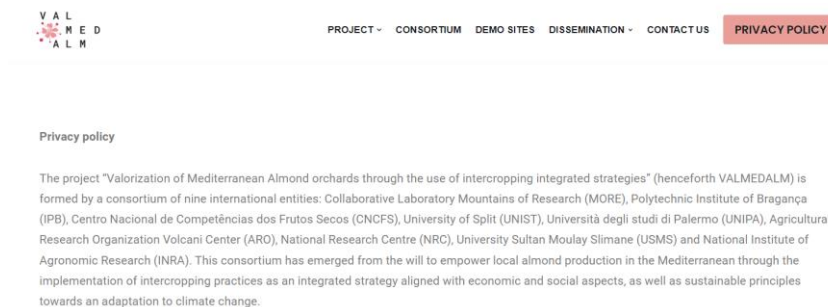 VAL
MED
ALM
PROJECT CONSORTIUM DEMO SITES DISSEMINATION CONTACT US PRIVACY POLICY
Privacy policy
The project "Valorization of Mediterranean Almond orchards through the use of intercropping integrated strategies" (henceforth VALMEDALM) is
formed by a consortium of nine international entities: Collaborative Laboratory Mountains of Research (MORE), Polytechnic Institute of Bragança
(IPB), Centro Nacional de Competências dos Frutos Secos (CNCFS), University of Split (UNIST), Università degli studi di Palermo (UNIPA), Agricultura
Research Organization Volcani Center (ARO), National Research Centre (NRC), University Sultan Moulay Slimane (USMS) and National Institute of
Agronomic Research (INRA). This consortium has emerged from the will to empower local almond production in the Mediterranean through the
implementation of intercropping practices as an integrated strategy aligned with economic and social aspects, as well as sustainable principles
towards an adaptation to climate change.